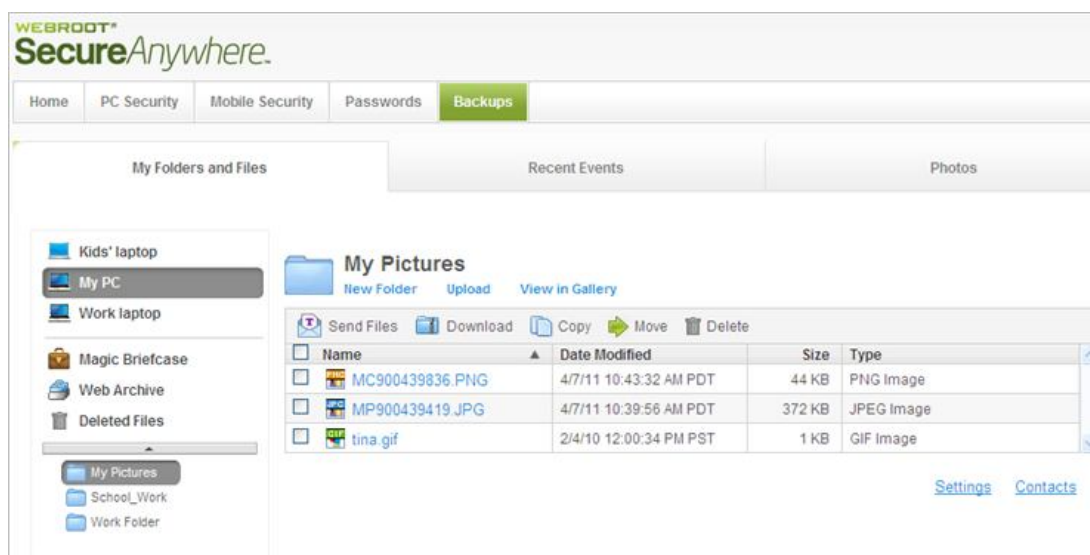 WEBROOT®
SecureAnywhere™
Home PC Security Mobile Security Passwords Backups
My Folders and Files Recent Events Photos
Kids' laptop
My PC
Work laptop
Magic Briefcase
Web Archive
Deleted Files
My Pictures
School_Work
Work Folder
My Pictures
New Folder Upload View in Gallery
Send Files Download Copy Move Delete
Name Date Modified Size Type
MC900439836.PNG 4/7/11 10:43:32 AM PDT 44 KB PNG Image
MP900439419.JPG 4/7/11 10:39:56 AM PDT 372 KB JPEG Image
tina.gif 2/4/10 12:00:34 PM PST 1 KB GIF Image
Settings Contacts